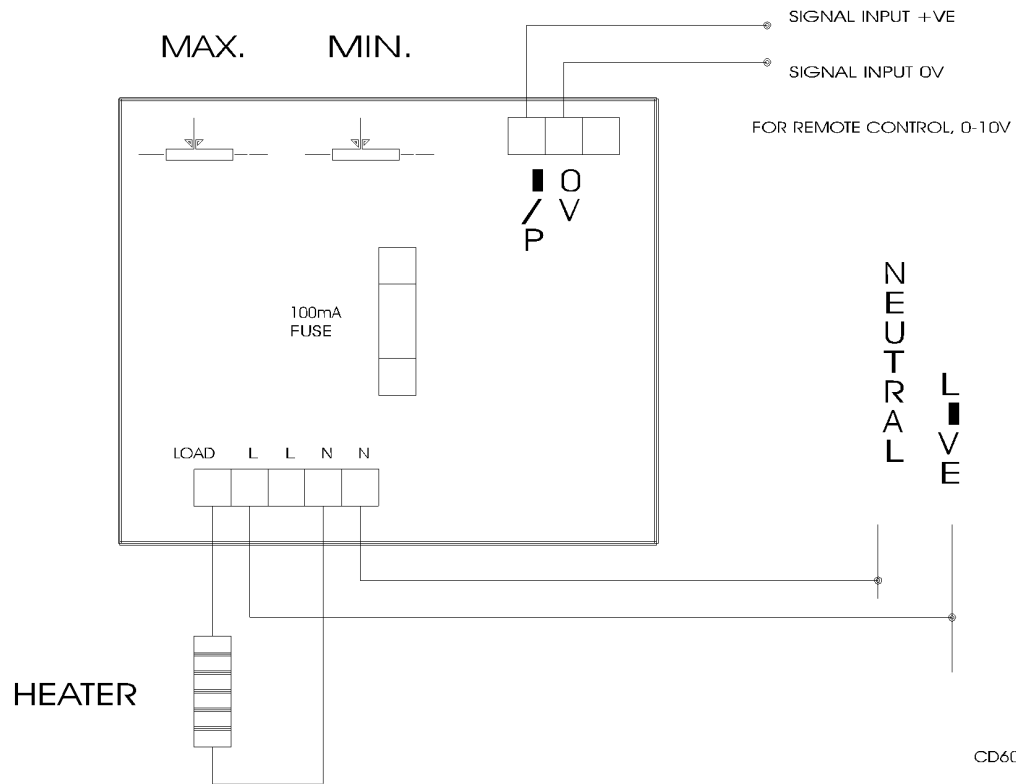 SIGNAL INPUT +VE
MAX. MIN.
SIGNAL INPUT 0V
FOR REMOTE CONTROL, 0-10V
I/P
0V
NEUTRAL
LIVE
100mA
FUSE
LOAD L L N N
HEATER